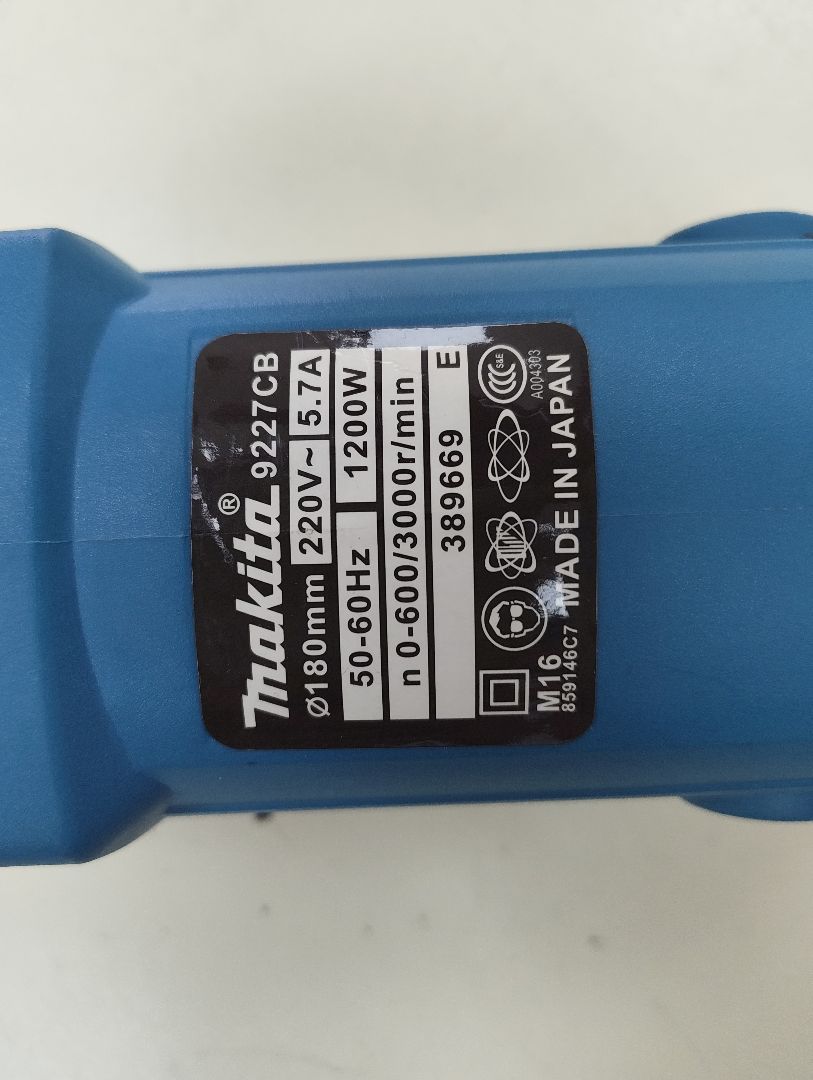 makita® 9227CB
Ø180mm 220V~ 5.7A
50-60Hz 1200W
n 0-600/3000r/min
389669 E
S&E
M16 MADE IN JAPAN
859146C7 A004303